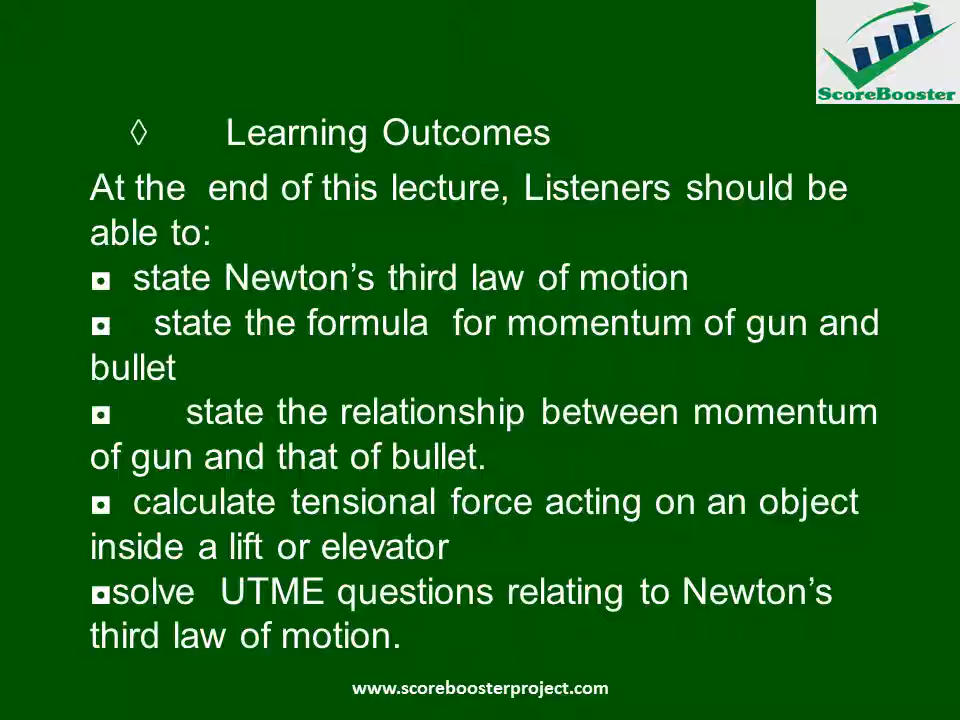 ScoreBooster
◊ Learning Outcomes
At the end of this lecture, Listeners should be
able to:
◘ state Newton’s third law of motion
◘ state the formula for momentum of gun and
bullet
◘ state the relationship between momentum
of gun and that of bullet.
◘ calculate tensional force acting on an object
inside a lift or elevator
◘solve UTME questions relating to Newton’s
third law of motion.
www.scoreboosterproject.com